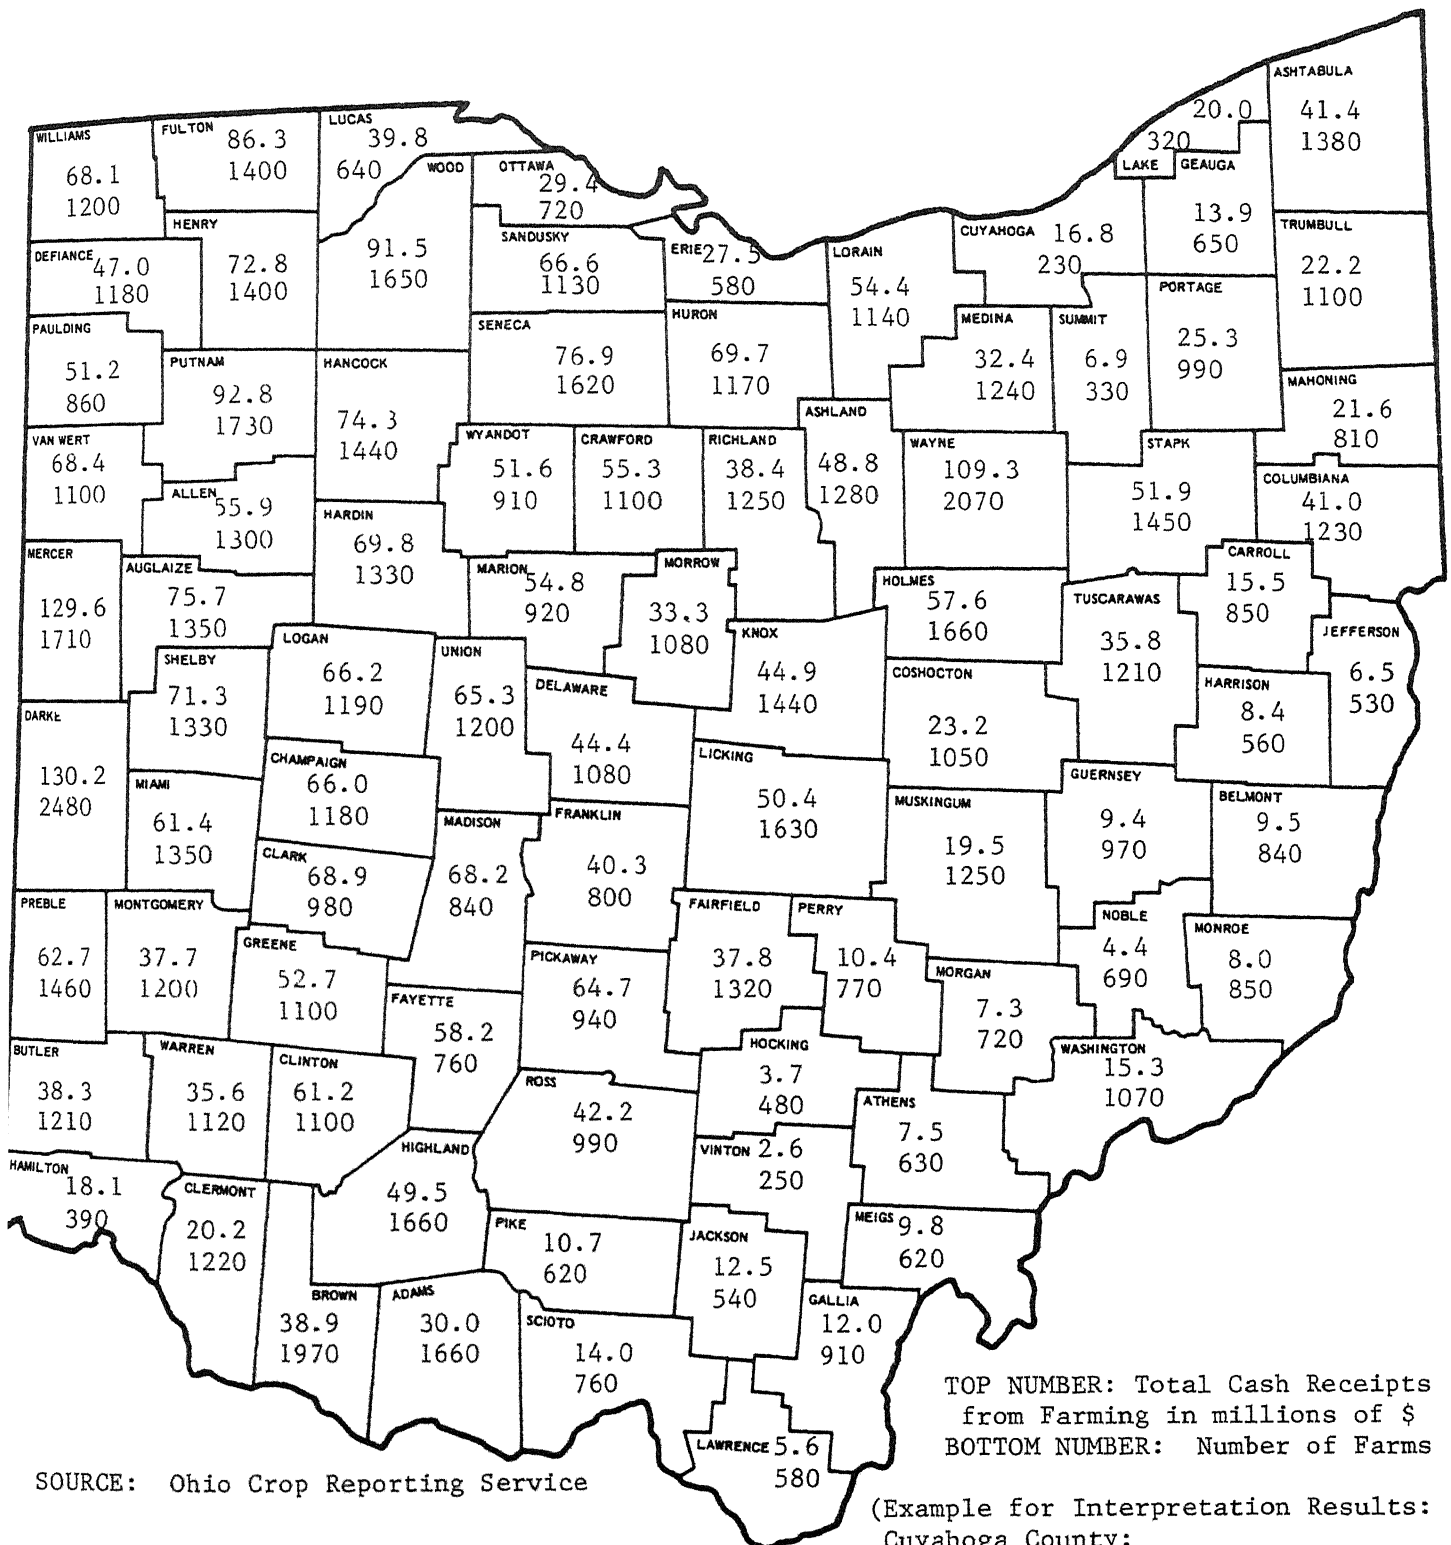 ASHTABULA
41.4
1380
LAKE
20.0
320
GEAUGA
13.9
650
WILLIAMS
68.1
1200
FULTON
86.3
1400
LUCAS
39.8
640
WOOD
91.5
1650
OTTAWA
29.4
720
HENRY
72.8
1400
DEFIANCE
47.0
1180
SANDUSKY
66.6
1130
ERIE
27.5
580
LORAIN
54.4
1140
CUYAHOGA
16.8
230
TRUMBULL
22.2
1100
PORTAGE
25.3
990
PAULDING
51.2
860
PUTNAM
92.8
1730
HANCOCK
74.3
1440
SENECA
76.9
1620
HURON
69.7
1170
MEDINA
32.4
1240
SUMMIT
6.9
330
MAHONING
21.6
810
VAN WERT
68.4
1100
ALLEN
55.9
1300
WYANDOT
51.6
910
CRAWFORD
55.3
1100
RICHLAND
38.4
1250
ASHLAND
48.8
1280
WAYNE
109.3
2070
STAPK
51.9
1450
COLUMBIANA
41.0
1230
MERCER
129.6
1710
AUGLAIZE
75.7
1350
HARDIN
69.8
1330
MARION
54.8
920
MORROW
33.3
1080
HOLMES
57.6
1660
TUSCARAWAS
35.8
1210
CARROLL
15.5
850
JEFFERSON
6.5
530
SHELBY
71.3
1330
LOGAN
66.2
1190
UNION
65.3
1200
DELAWARE
44.4
1080
KNOX
44.9
1440
COSHOCTON
23.2
1050
HARRISON
8.4
560
DARKE
130.2
2480
MIAMI
61.4
1350
CHAMPAIGN
66.0
1180
CLARK
68.9
980
MADISON
68.2
840
FRANKLIN
40.3
800
LICKING
50.4
1630
MUSKINGUM
19.5
1250
GUERNSEY
9.4
970
BELMONT
9.5
840
PREBLE
62.7
1460
MONTGOMERY
37.7
1200
GREENE
52.7
1100
FAYETTE
58.2
760
PICKAWAY
64.7
940
FAIRFIELD
37.8
1320
PERRY
10.4
770
MORGAN
7.3
720
NOBLE
4.4
690
MONROE
8.0
850
BUTLER
38.3
1210
WARREN
35.6
1120
CLINTON
61.2
1100
ROSS
42.2
990
HOCKING
3.7
480
ATHENS
7.5
630
WASHINGTON
15.3
1070
HAMILTON
18.1
390
CLERMONT
20.2
1220
HIGHLAND
49.5
1660
PIKE
10.7
620
VINTON
2.6
250
JACKSON
12.5
540
MEIGS
9.8
620
BROWN
38.9
1970
ADAMS
30.0
1660
SCIOTO
14.0
760
GALLIA
12.0
910
LAWRENCE
5.6
580
TOP NUMBER: Total Cash Receipts
from Farming in millions of $
BOTTOM NUMBER: Number of Farms
SOURCE: Ohio Crop Reporting Service
(Example for Interpretation Results:
Cuyahoga County: